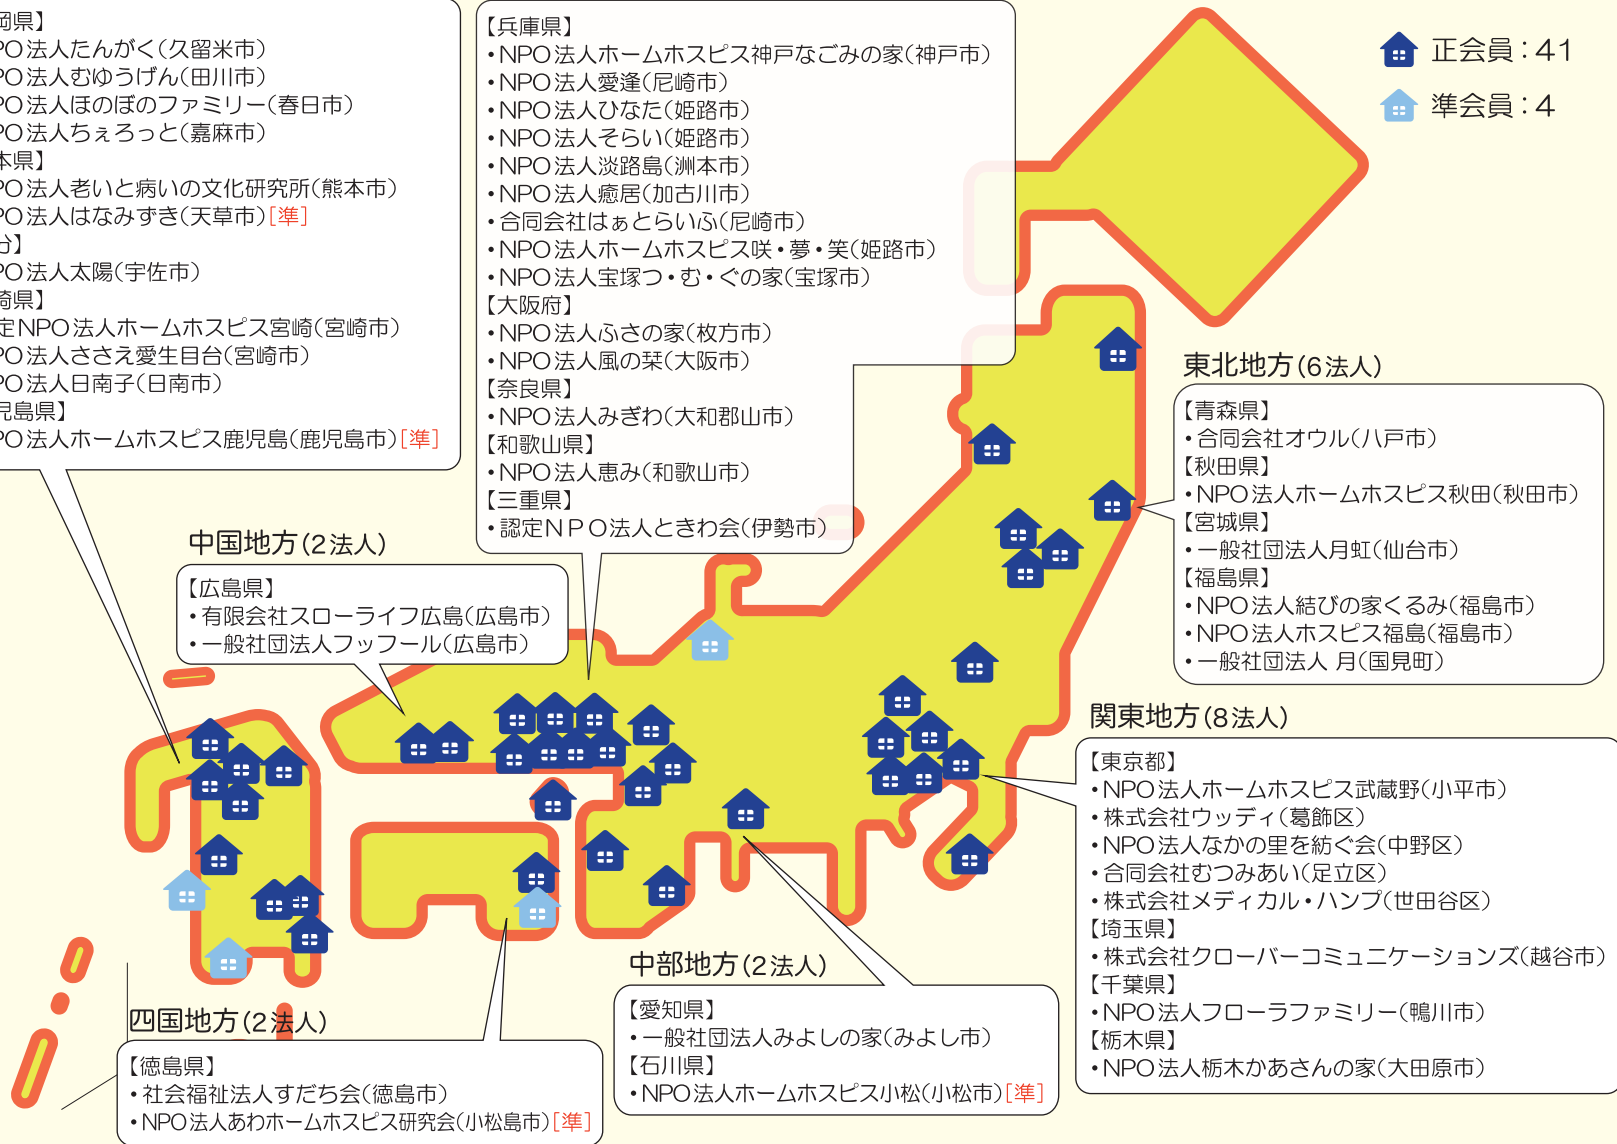 岡県】
PO法人たんがく(久留米市)
PO法人むゆうげん(田川市)
PO法人ほのぼのファミリー(春日市)
PO法人ちぇろっと(嘉麻市)
本県】
PO法人老いと病いの文化研究所(熊本市)
PO法人はなみずき(天草市)[準]
分】
PO法人太陽(宇佐市)
崎県】
定NPO法人ホームホスピス宮崎(宮崎市)
PO法人ささえ愛生目台(宮崎市)
PO法人日南子(日南市)
児島県】
PO法人ホームホスピス鹿児島(鹿児島市)[準]
【兵庫県】
・NPO法人ホームホスピス神戸なごみの家(神戸市)
・NPO法人愛逢(尼崎市)
・NPO法人ひなた(姫路市)
・NPO法人そらい(姫路市)
・NPO法人淡路島(洲本市)
・NPO法人癒居(加古川市)
・合同会社はぁとらいふ(尼崎市)
・NPO法人ホームホスピス咲・夢・笑(姫路市)
・NPO法人宝塚つ・む・ぐの家(宝塚市)
【大阪府】
・NPO法人ふさの家(枚方市)
・NPO法人風の栞(大阪市)
【奈良県】
・NPO法人みぎわ(大和郡山市)
【和歌山県】
・NPO法人恵み(和歌山市)
【三重県】
・認定NPO法人ときわ会(伊勢市)
正会員：41
準会員：4
東北地方(6法人)
【青森県】
・合同会社オウル(八戸市)
【秋田県】
・NPO法人ホームホスピス秋田(秋田市)
【宮城県】
・一般社団法人月虹(仙台市)
【福島県】
・NPO法人結びの家くるみ(福島市)
・NPO法人ホスピス福島(福島市)
・一般社団法人 月(国見町)
中国地方(2法人)
【広島県】
・有限会社スローライフ広島(広島市)
・一般社団法人フッフール(広島市)
関東地方(8法人)
【東京都】
・NPO法人ホームホスピス武蔵野(小平市)
・株式会社ウッディ(葛飾区)
・NPO法人なかの里を紡ぐ会(中野区)
・合同会社むつみあい(足立区)
・株式会社メディカル・ハンプ(世田谷区)
【埼玉県】
・株式会社クローバーコミュニケーションズ(越谷市)
【千葉県】
・NPO法人フローラファミリー(鴨川市)
【栃木県】
・NPO法人栃木かあさんの家(大田原市)
中部地方(2法人)
【愛知県】
・一般社団法人みよしの家(みよし市)
【石川県】
・NPO法人ホームホスピス小松(小松市)[準]
四国地方(2法人)
【徳島県】
・社会福祉法人すだち会(徳島市)
・NPO法人あわホームホスピス研究会(小松島市)[準]